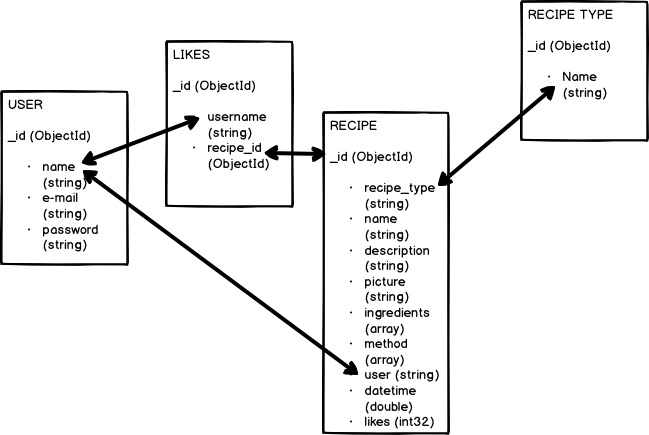 USER
_id (ObjectId)
· name
(string)
· e-mail
(string)
· password
(string)
LIKES
_id (ObjectId)
· username
(string)
· recipe_id
(ObjectId)
RECIPE
_id (ObjectId)
· recipe_type
(string)
· name
(string)
· description
(string)
· picture
(string)
· ingredients
(array)
· method
(array)
· user (string)
· datetime
(double)
· likes (int32)
RECIPE TYPE
_id (ObjectId)
· Name
(string)